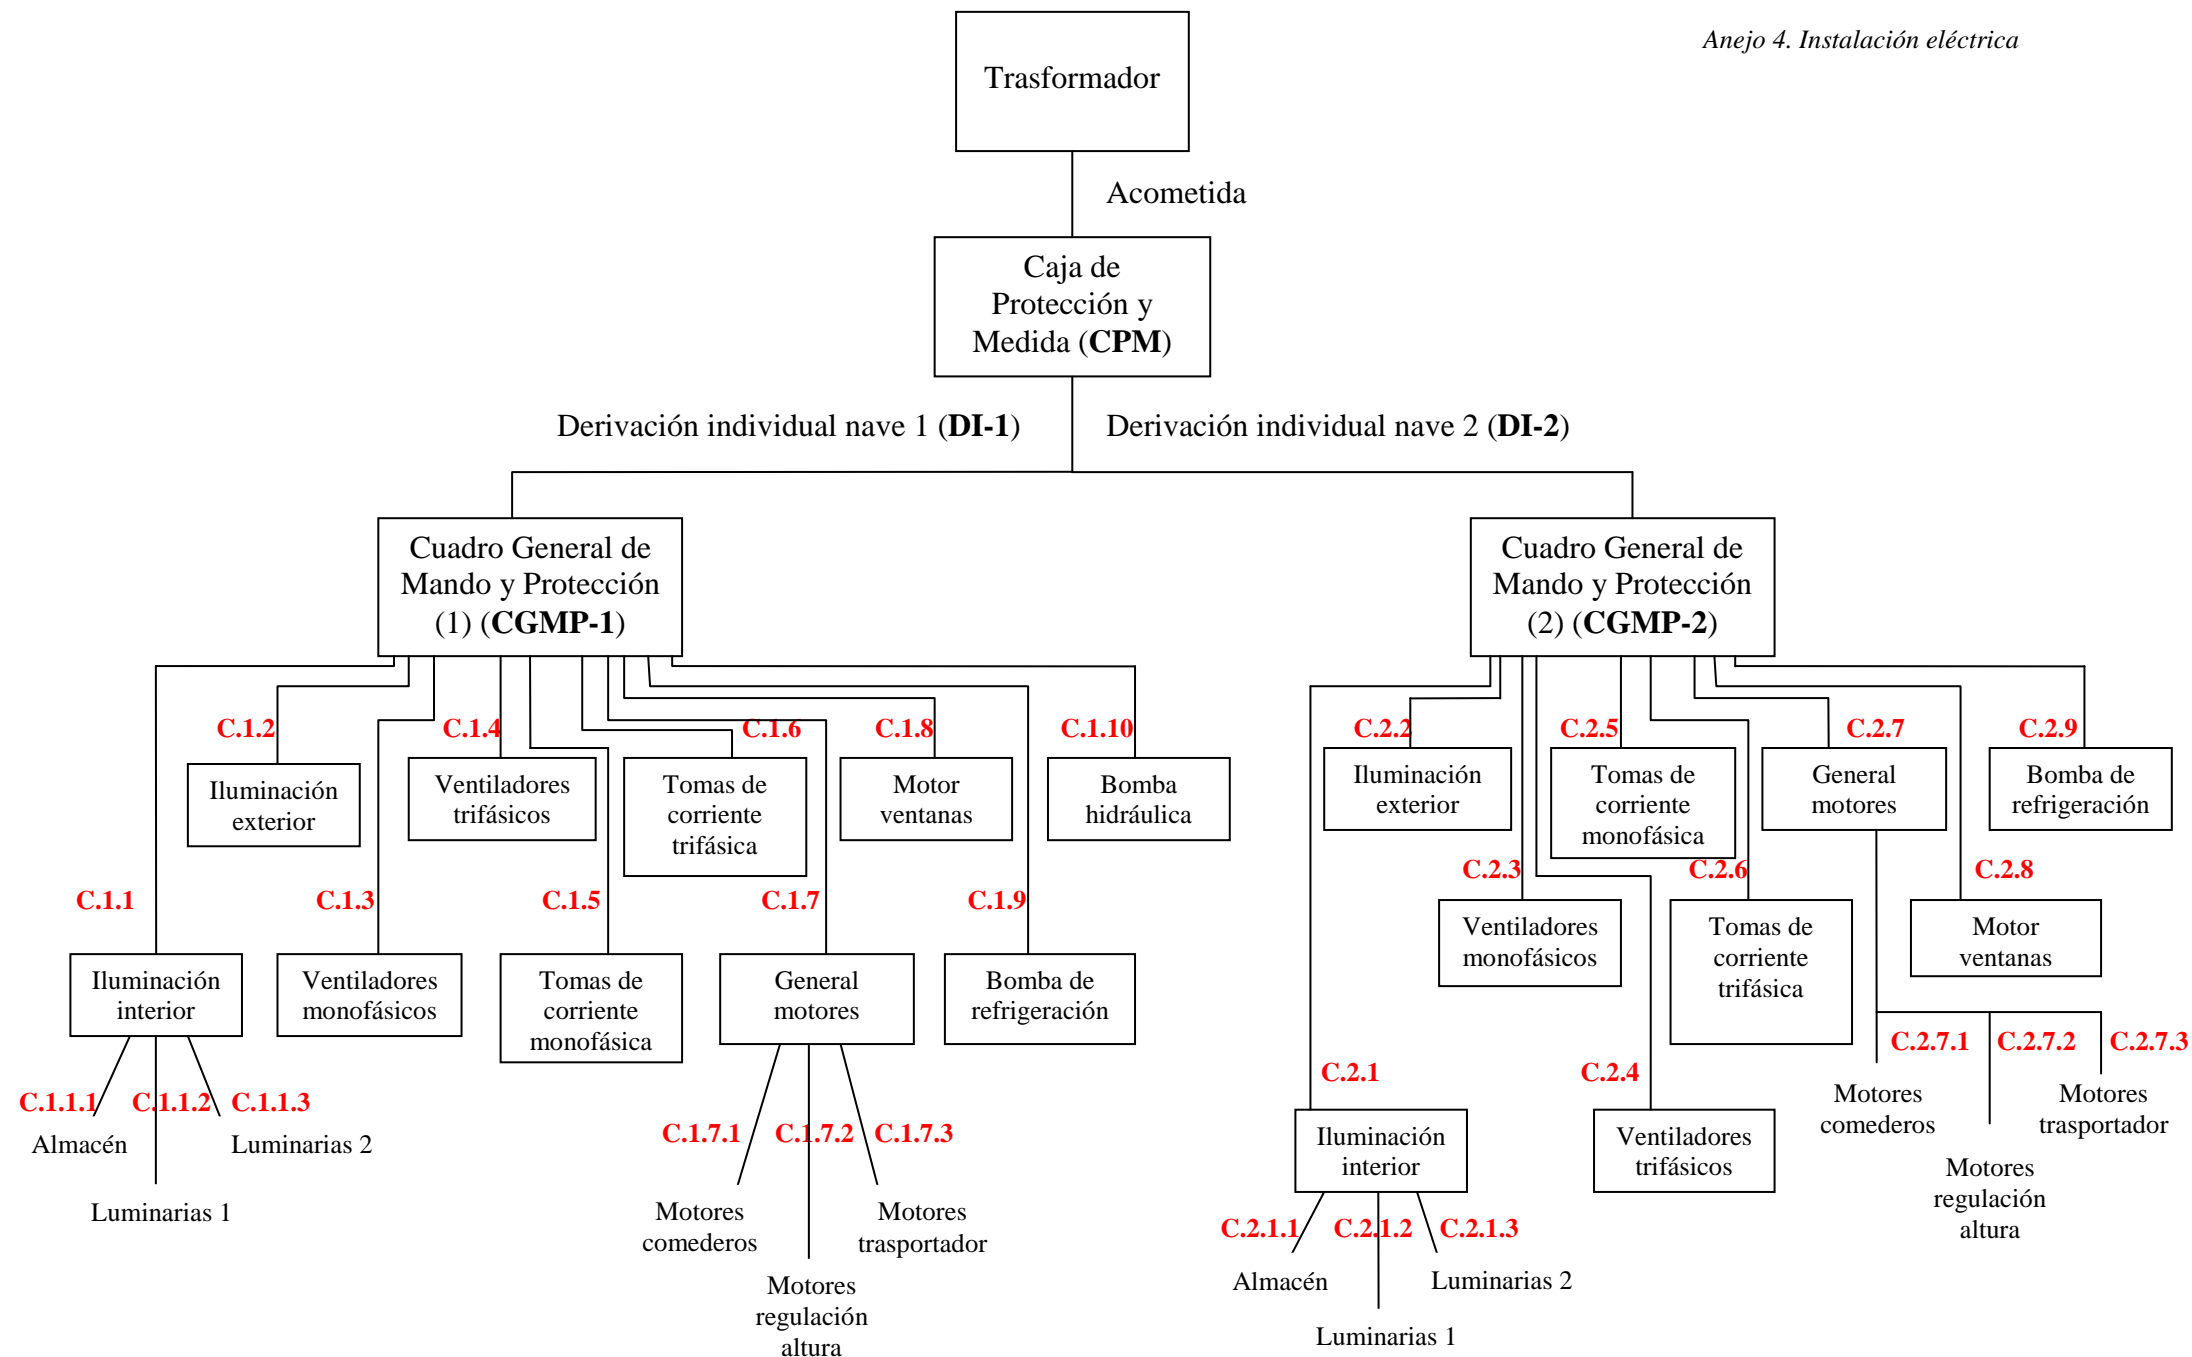 Anejo 4. Instalación eléctrica
Trasformador
Acometida
Caja de
Protección y
Medida (CPM)
Derivación individual nave 1 (DI-1)
Derivación individual nave 2 (DI-2)
Cuadro General de
Mando y Protección
(1) (CGMP-1)
Cuadro General de
Mando y Protección
(2) (CGMP-2)
C.1.2
C.1.4
C.1.6
C.1.8
C.1.10
Iluminación
exterior
Ventiladores
trifásicos
Tomas de
corriente
trifásica
Motor
ventanas
Bomba
hidráulica
C.1.1
C.1.3
C.1.5
C.1.7
C.1.9
Iluminación
interior
Ventiladores
monofásicos
Tomas de
corriente
monofásica
General
motores
Bomba de
refrigeración
C.1.1.1
C.1.1.2
C.1.1.3
Almacén
Luminarias 2
Luminarias 1
C.1.7.1
C.1.7.2
C.1.7.3
Motores
comederos
Motores
trasportador
Motores
regulación
altura
C.2.2
C.2.5
C.2.7
C.2.9
Iluminación
exterior
Tomas de
corriente
monofásica
General
motores
Bomba de
refrigeración
C.2.3
C.2.6
C.2.8
Ventiladores
monofásicos
Tomas de
corriente
trifásica
Motor
ventanas
C.2.1
C.2.4
C.2.7.1
C.2.7.2
C.2.7.3
Motores
comederos
Motores
trasportador
Motores
regulación
altura
Iluminación
interior
Ventiladores
trifásicos
C.2.1.1
C.2.1.2
C.2.1.3
Almacén
Luminarias 2
Luminarias 1